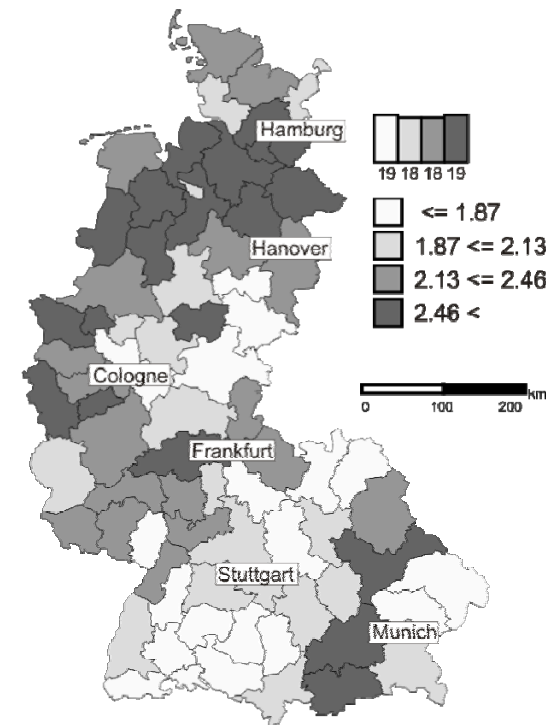 Hamburg
19 18 18 19
<= 1.87
Hanover
1.87 <= 2.13
2.13 <= 2.46
2.46 <
Cologne
km
0 100 200
Frankfurt
Stuttgart
Munich